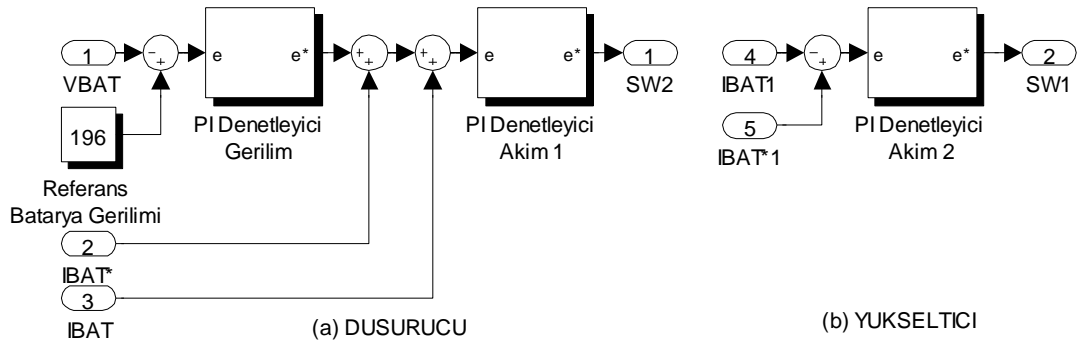 1
VBAT
196
Referans
Batarya Gerilimi
2
IBAT*
3
IBAT
−
+
e
e*
PI Denetleyici
Gerilim
+
+
+
+
e
e*
PI Denetleyici
Akim 1
1
SW2
(a) DUSURUCU
4
IBAT1
5
IBAT*1
−
+
e
e*
PI Denetleyici
Akim 2
2
SW1
(b) YUKSELTICI